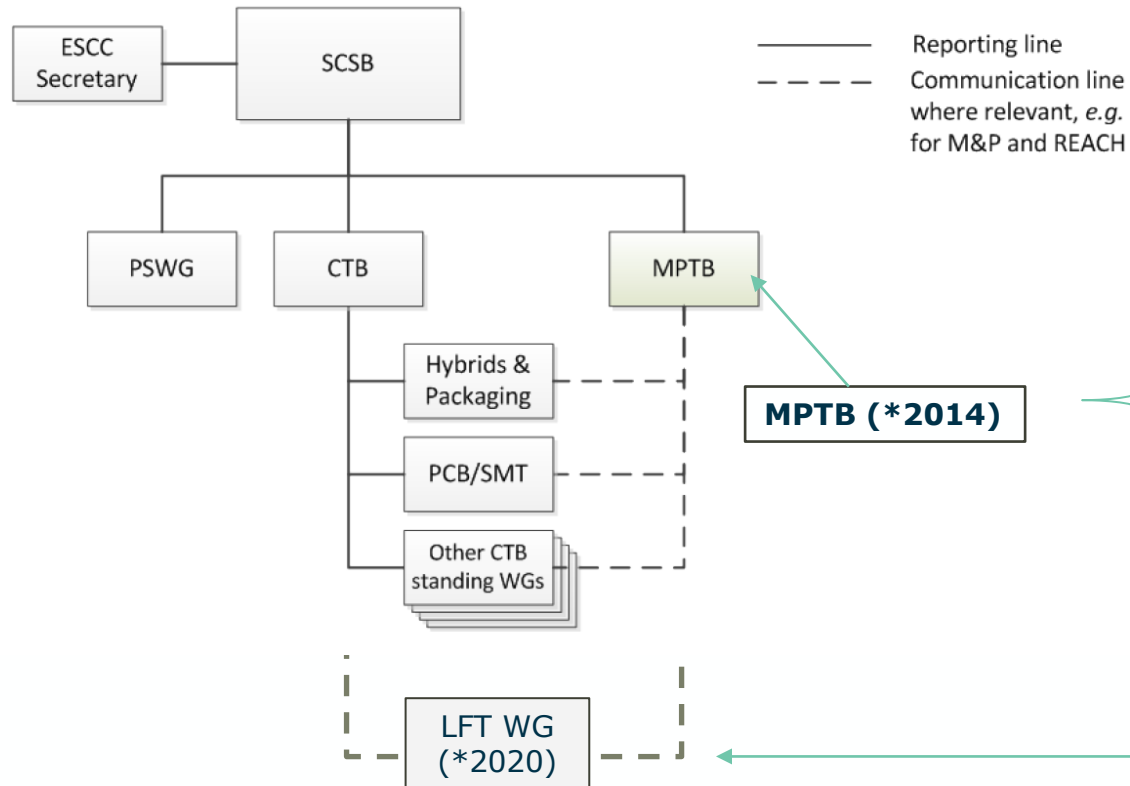 ESCC
Secretary
SCSB
Reporting line
Communication line
where relevant, e.g.
for M&P and REACH
PSWG
CTB
MPTB
Hybrids &
Packaging
MPTB (*2014)
PCB/SMT
Other CTB
standing WGs
LFT WG
(*2020)